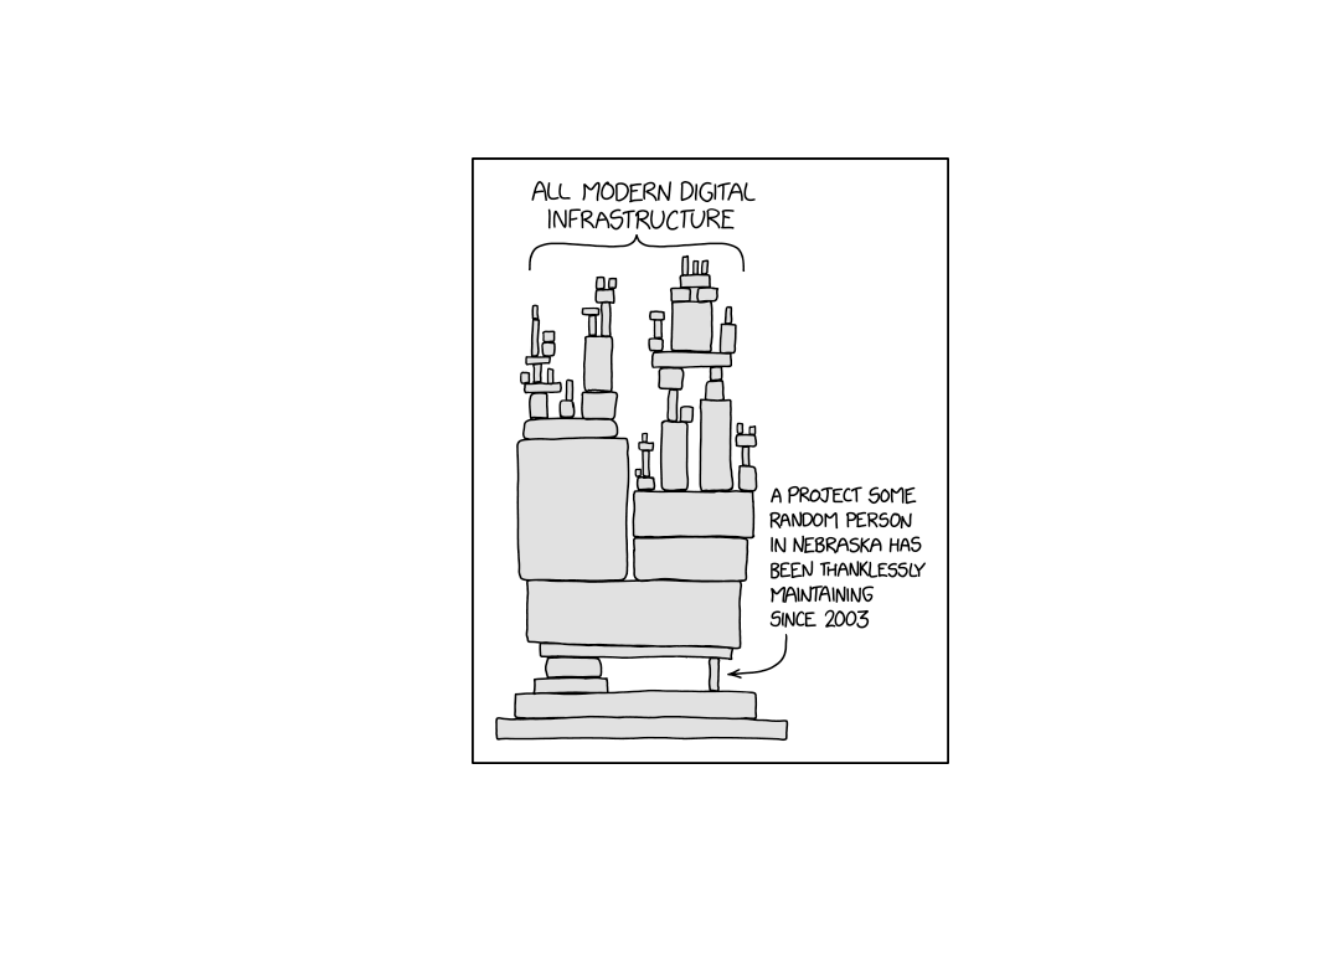 ALL MODERN DIGITAL
INFRASTRUCTURE
A PROJECT SOME
RANDOM PERSON
IN NEBRASKA HAS
BEEN THANKLESSLY
MAINTAINING
SINCE 2003